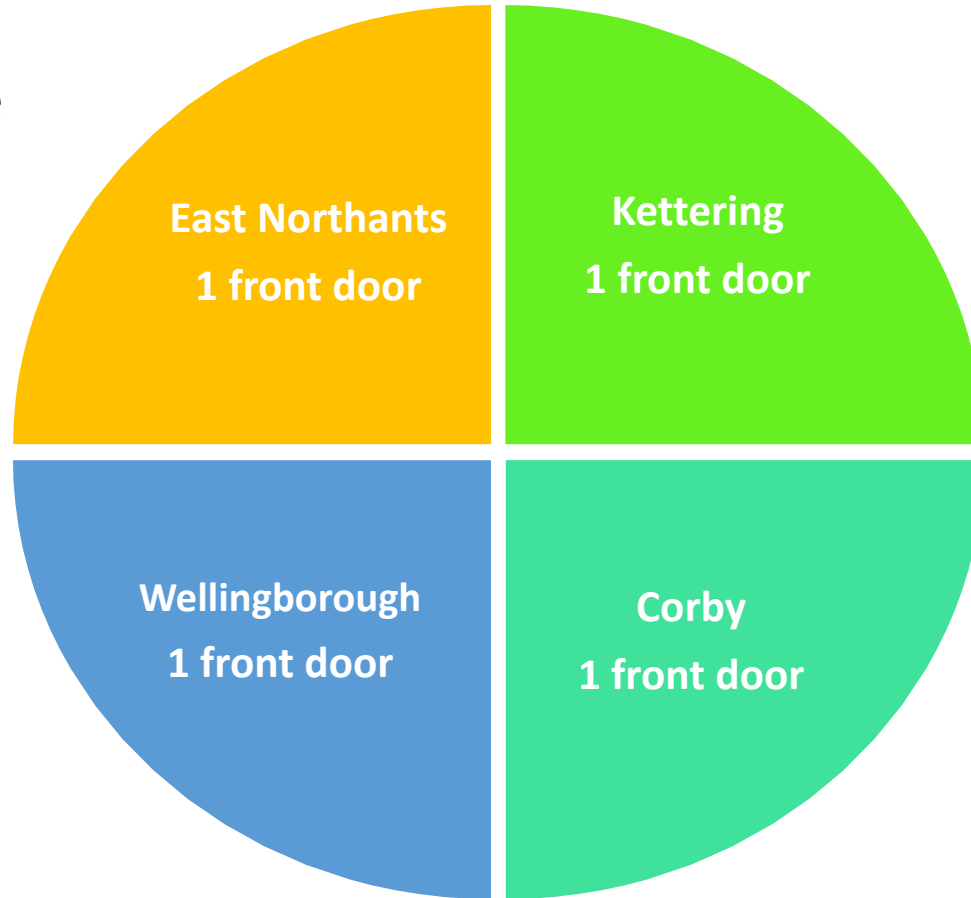 East Northants
1 front door
Kettering
1 front door
Wellingborough
1 front door
Corby
1 front door